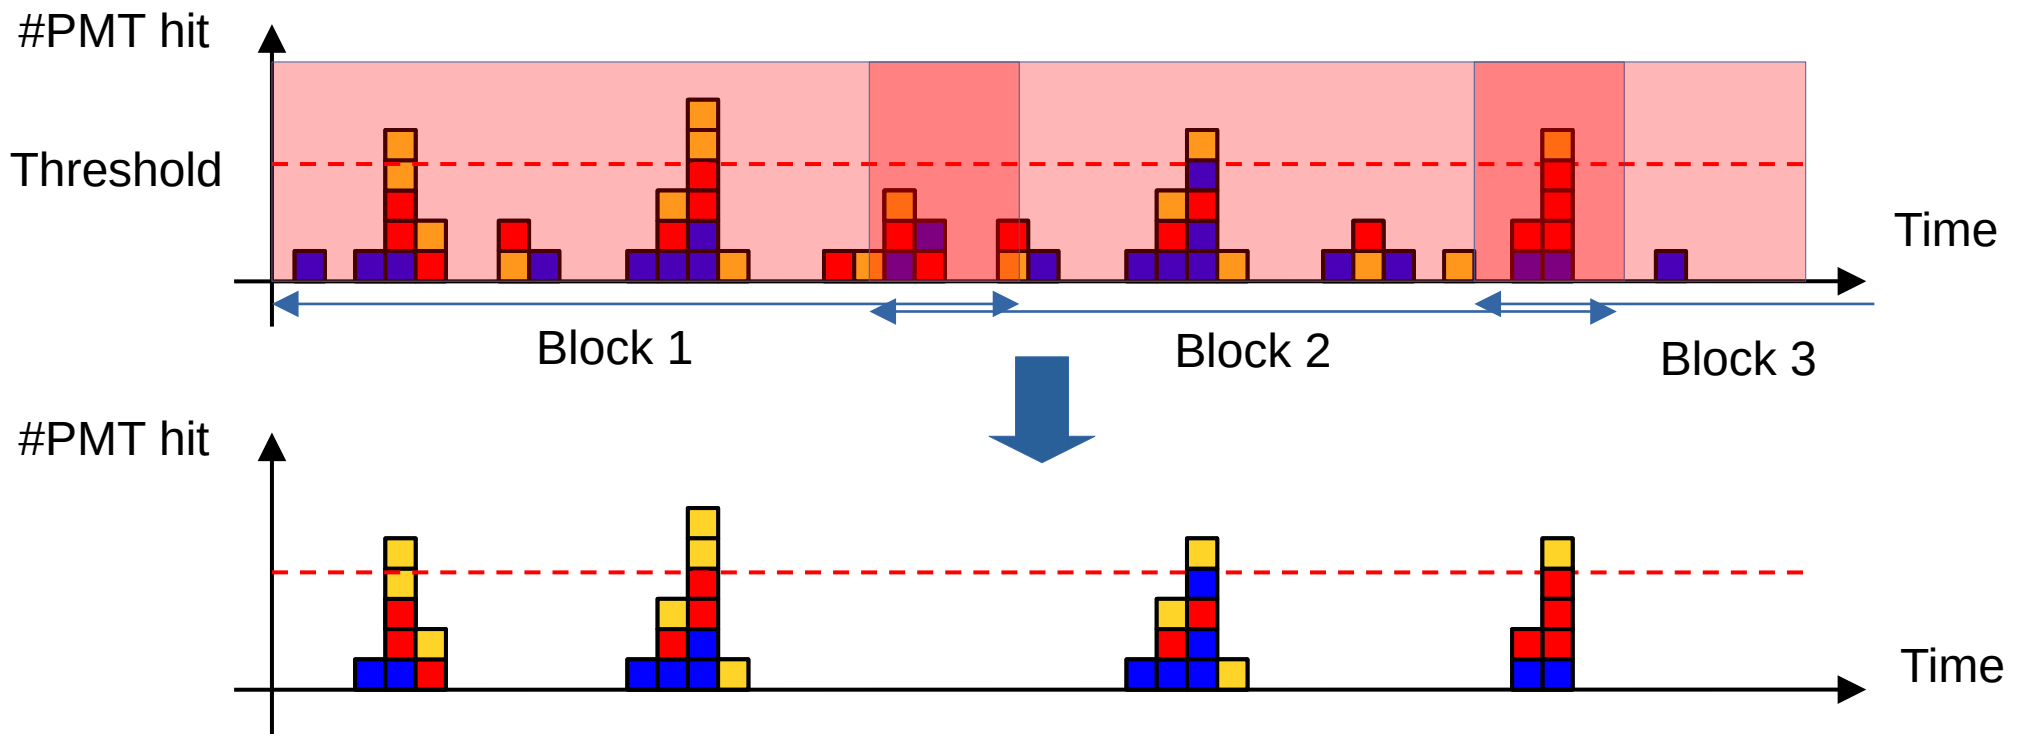 #PMT hit
Threshold
Time
Block 1
Block 2
Block 3
#PMT hit
Time